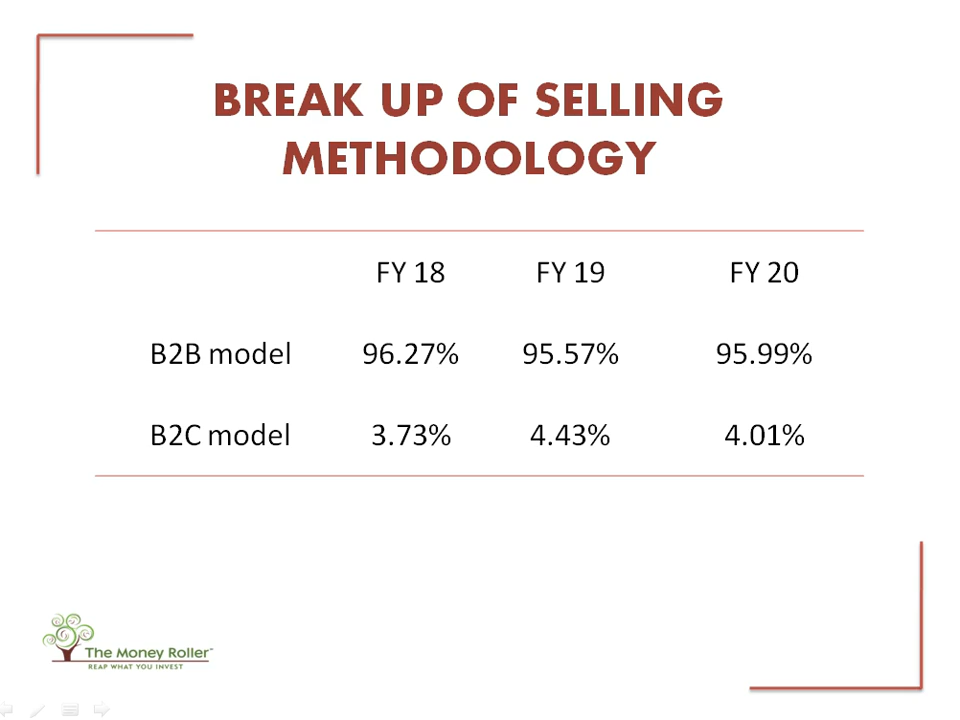 BREAK UP OF SELLING
METHODOLOGY
FY 18 FY 19 FY 20
B2B model 96.27% 95.57% 95.99%
B2C model 3.73% 4.43% 4.01%
The Money Roller™
REAP WHAT YOU INVEST